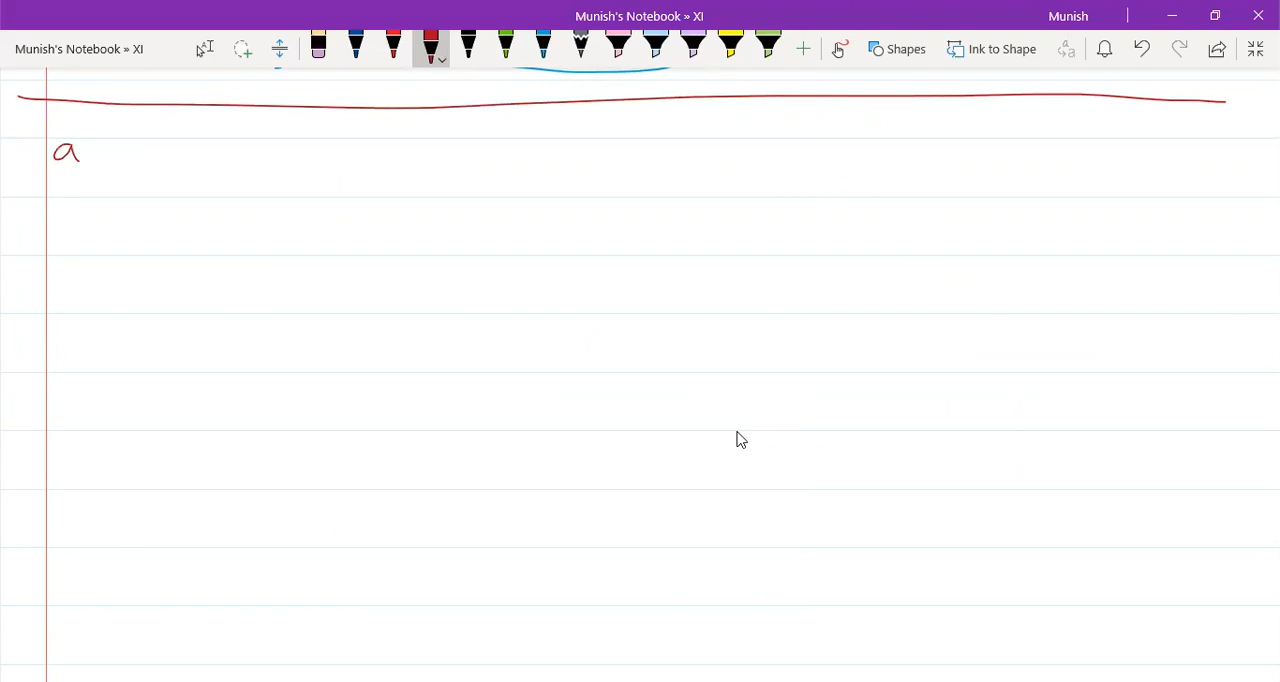 Munish's Notebook » XI
Munish
Munish's Notebook » XI
Shapes
Ink to Shape
a